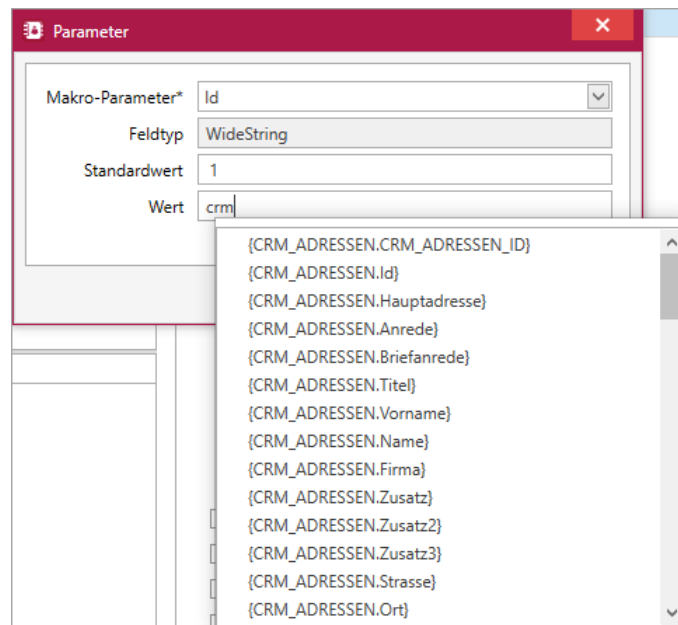 Parameter
Makro-Parameter* Id
Feldtyp WideString
Standardwert 1
Wert crm
{CRM_ADRESSEN.CRM_ADRESSEN_ID}
{CRM_ADRESSEN.Id}
{CRM_ADRESSEN.Hauptadresse}
{CRM_ADRESSEN.Anrede}
{CRM_ADRESSEN.Briefanrede}
{CRM_ADRESSEN.Titel}
{CRM_ADRESSEN.Vorname}
{CRM_ADRESSEN.Name}
{CRM_ADRESSEN.Firma}
{CRM_ADRESSEN.Zusatz}
{CRM_ADRESSEN.Zusatz2}
{CRM_ADRESSEN.Zusatz3}
{CRM_ADRESSEN.Strasse}
{CRM_ADRESSEN.Ort}